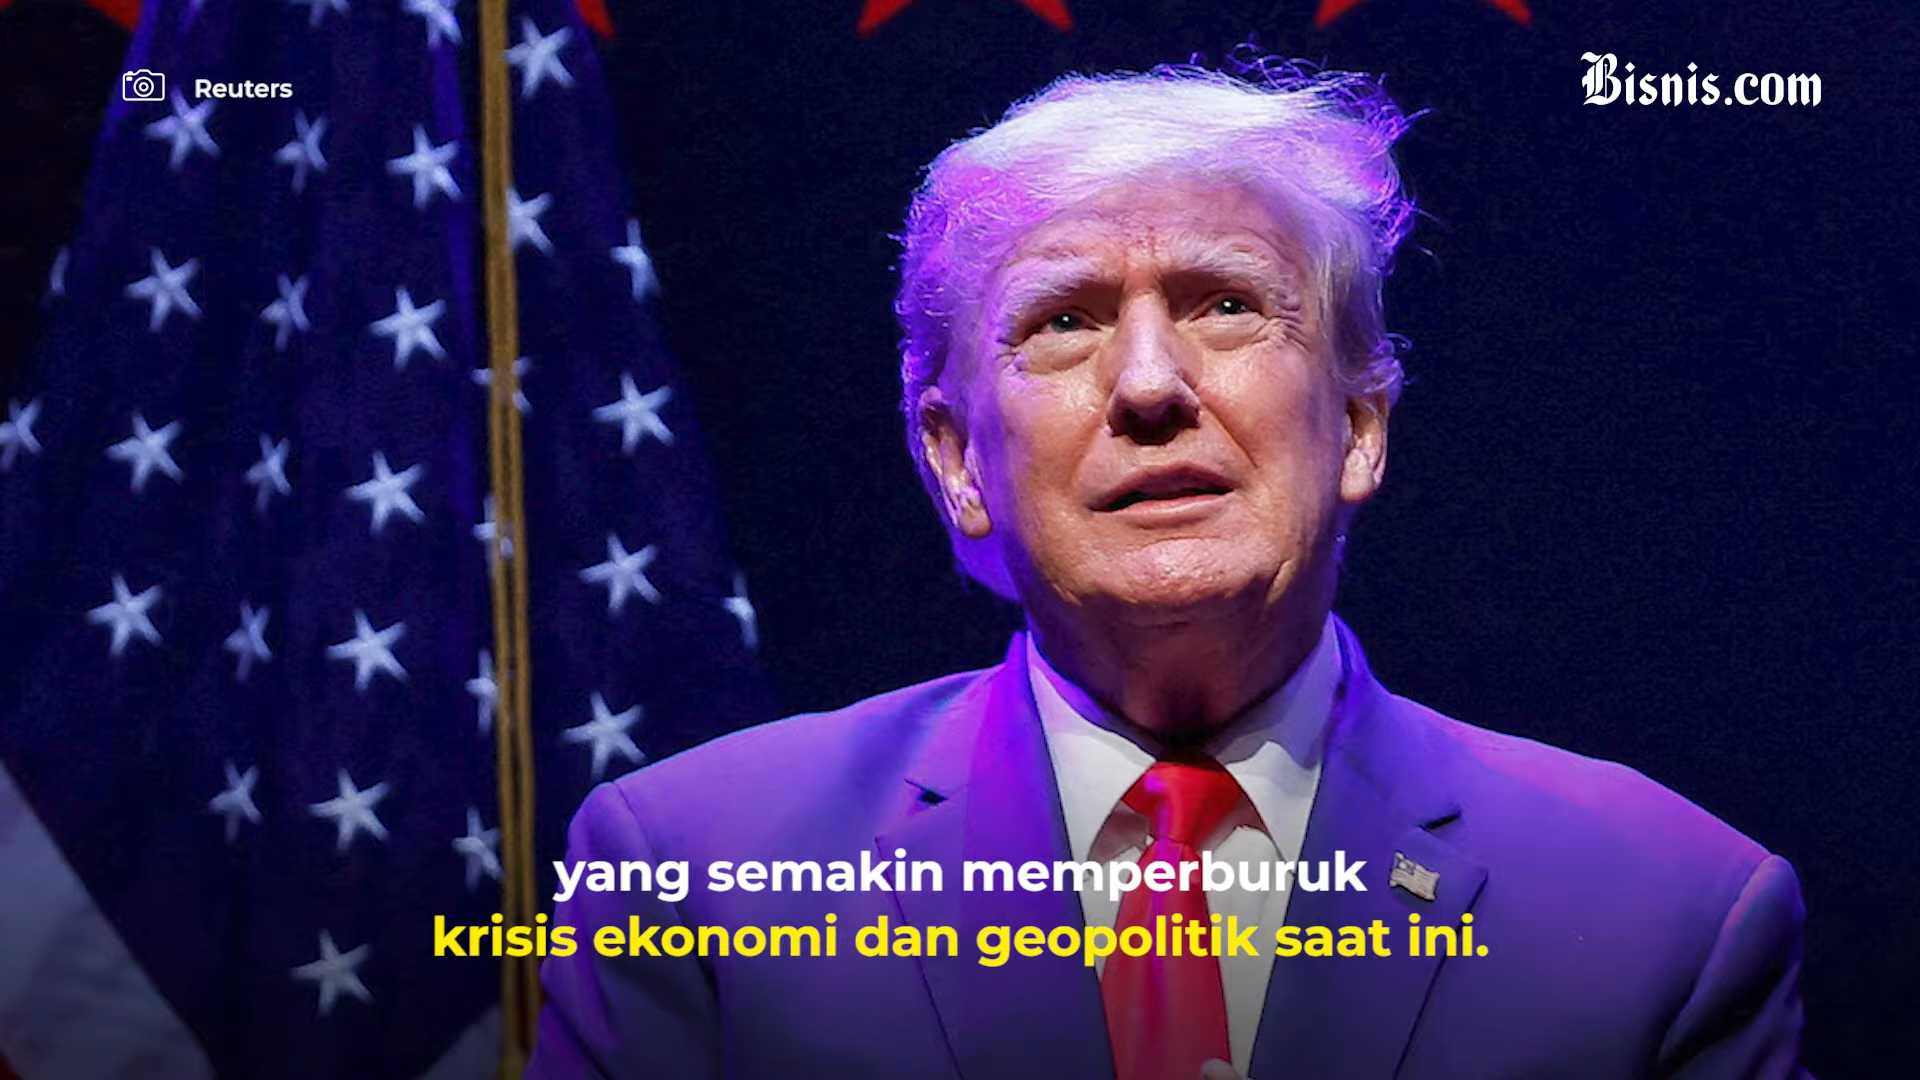 Reuters
Bisnis.com
yang semakin memperburuk
krisis ekonomi dan geopolitik saat ini.